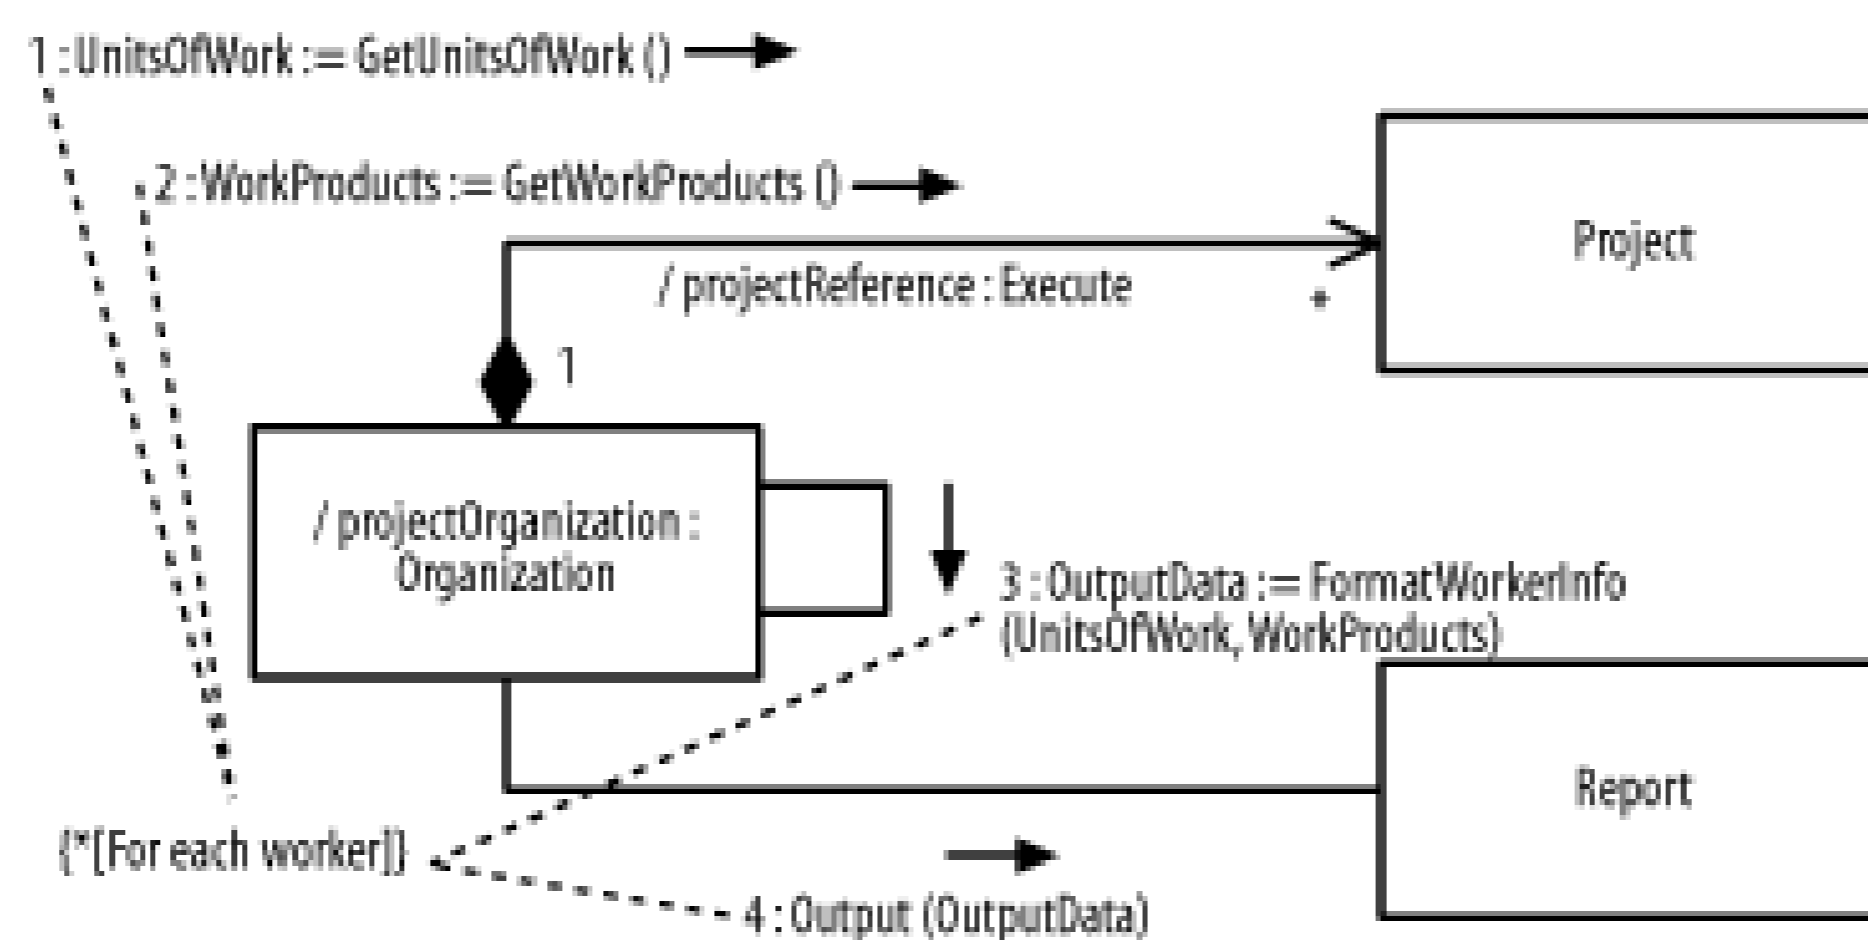 1 : UnitsOfWork := GetUnitsOfWork ()
2 : WorkProducts := GetWorkProducts ()
Project
/ projectReference : Execute
*
1
/ projectOrganization :
Organization
3 : OutputData := FormatWorkerInfo
(UnitsOfWork, WorkProducts)
Report
{*[For each worker]}
4 : Output (OutputData)